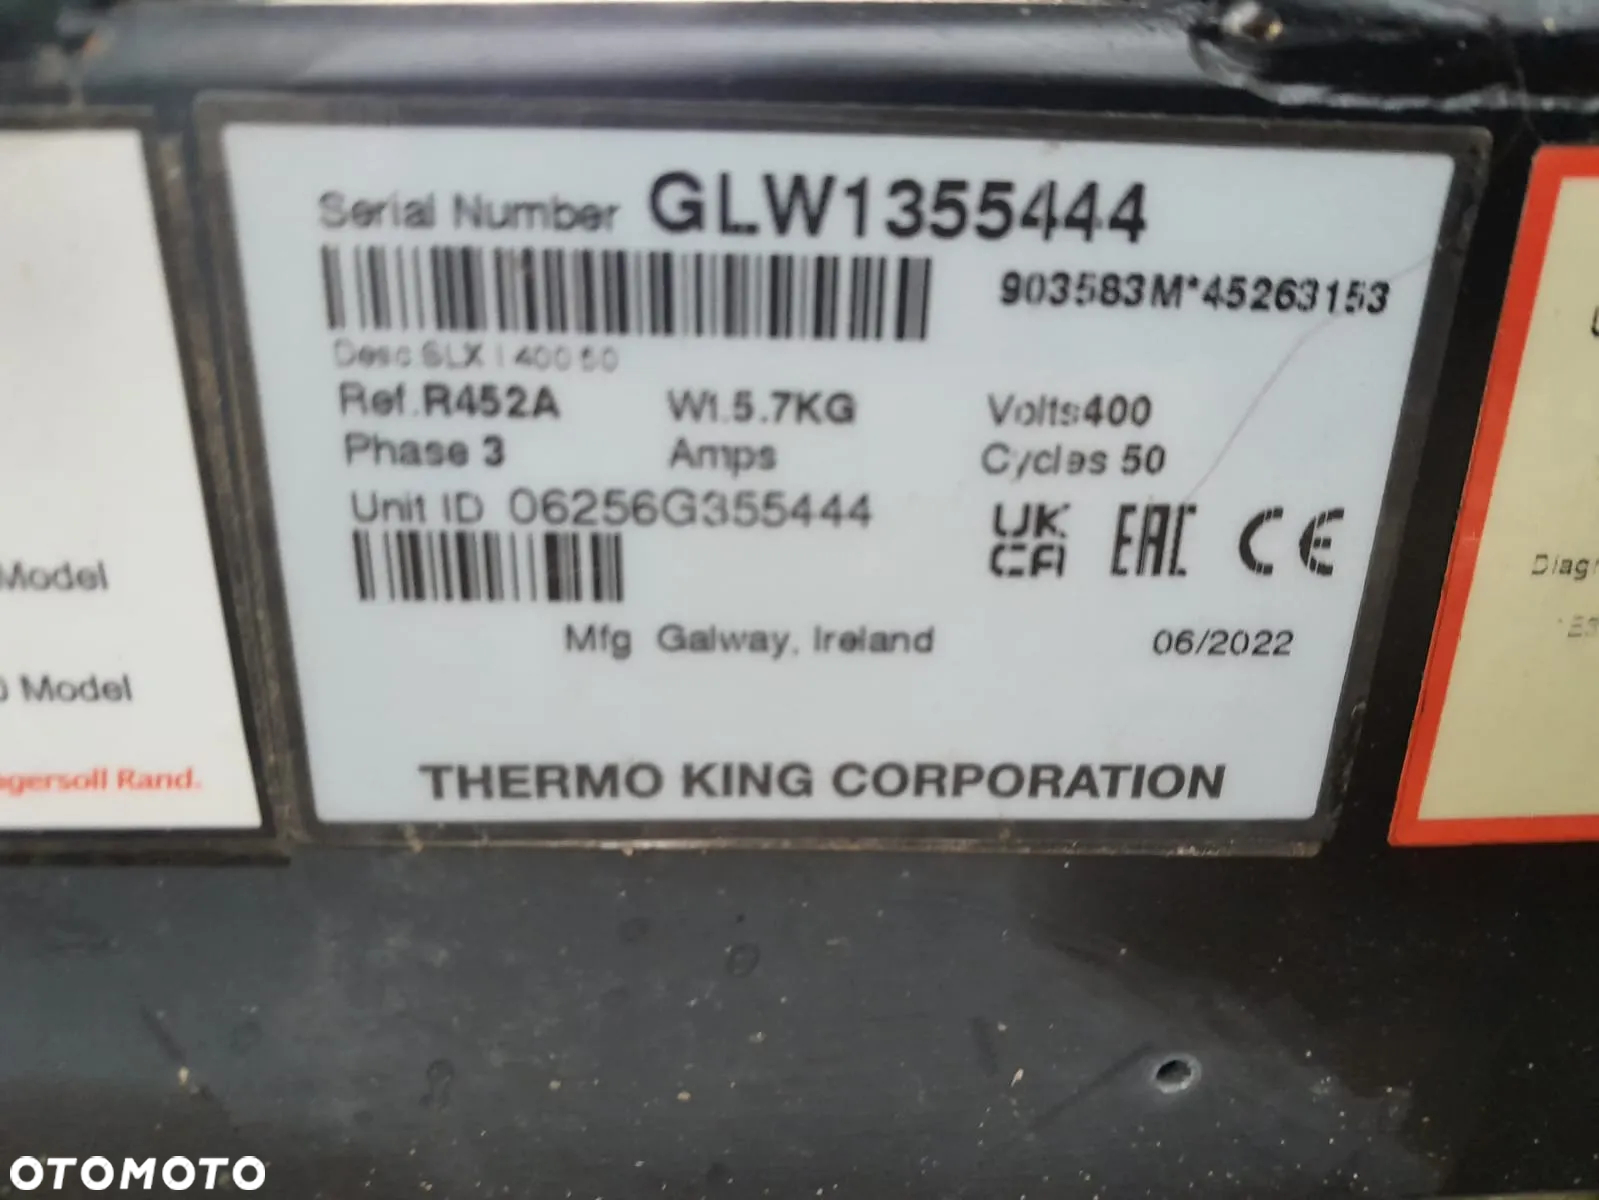 Serial Number GLW1355444
903583M*45263153
Desc SLX i 400 50
Ref. R452A Wt. 5.7KG Volts 400
Phase 3 Amps Cycles 50
Unit ID 06256G355444
UK CA EAC CE
Mfg Galway, Ireland 06/2022
THERMO KING CORPORATION
Model
Model
ngersoll Rand.
Diagn
OTOMOTO